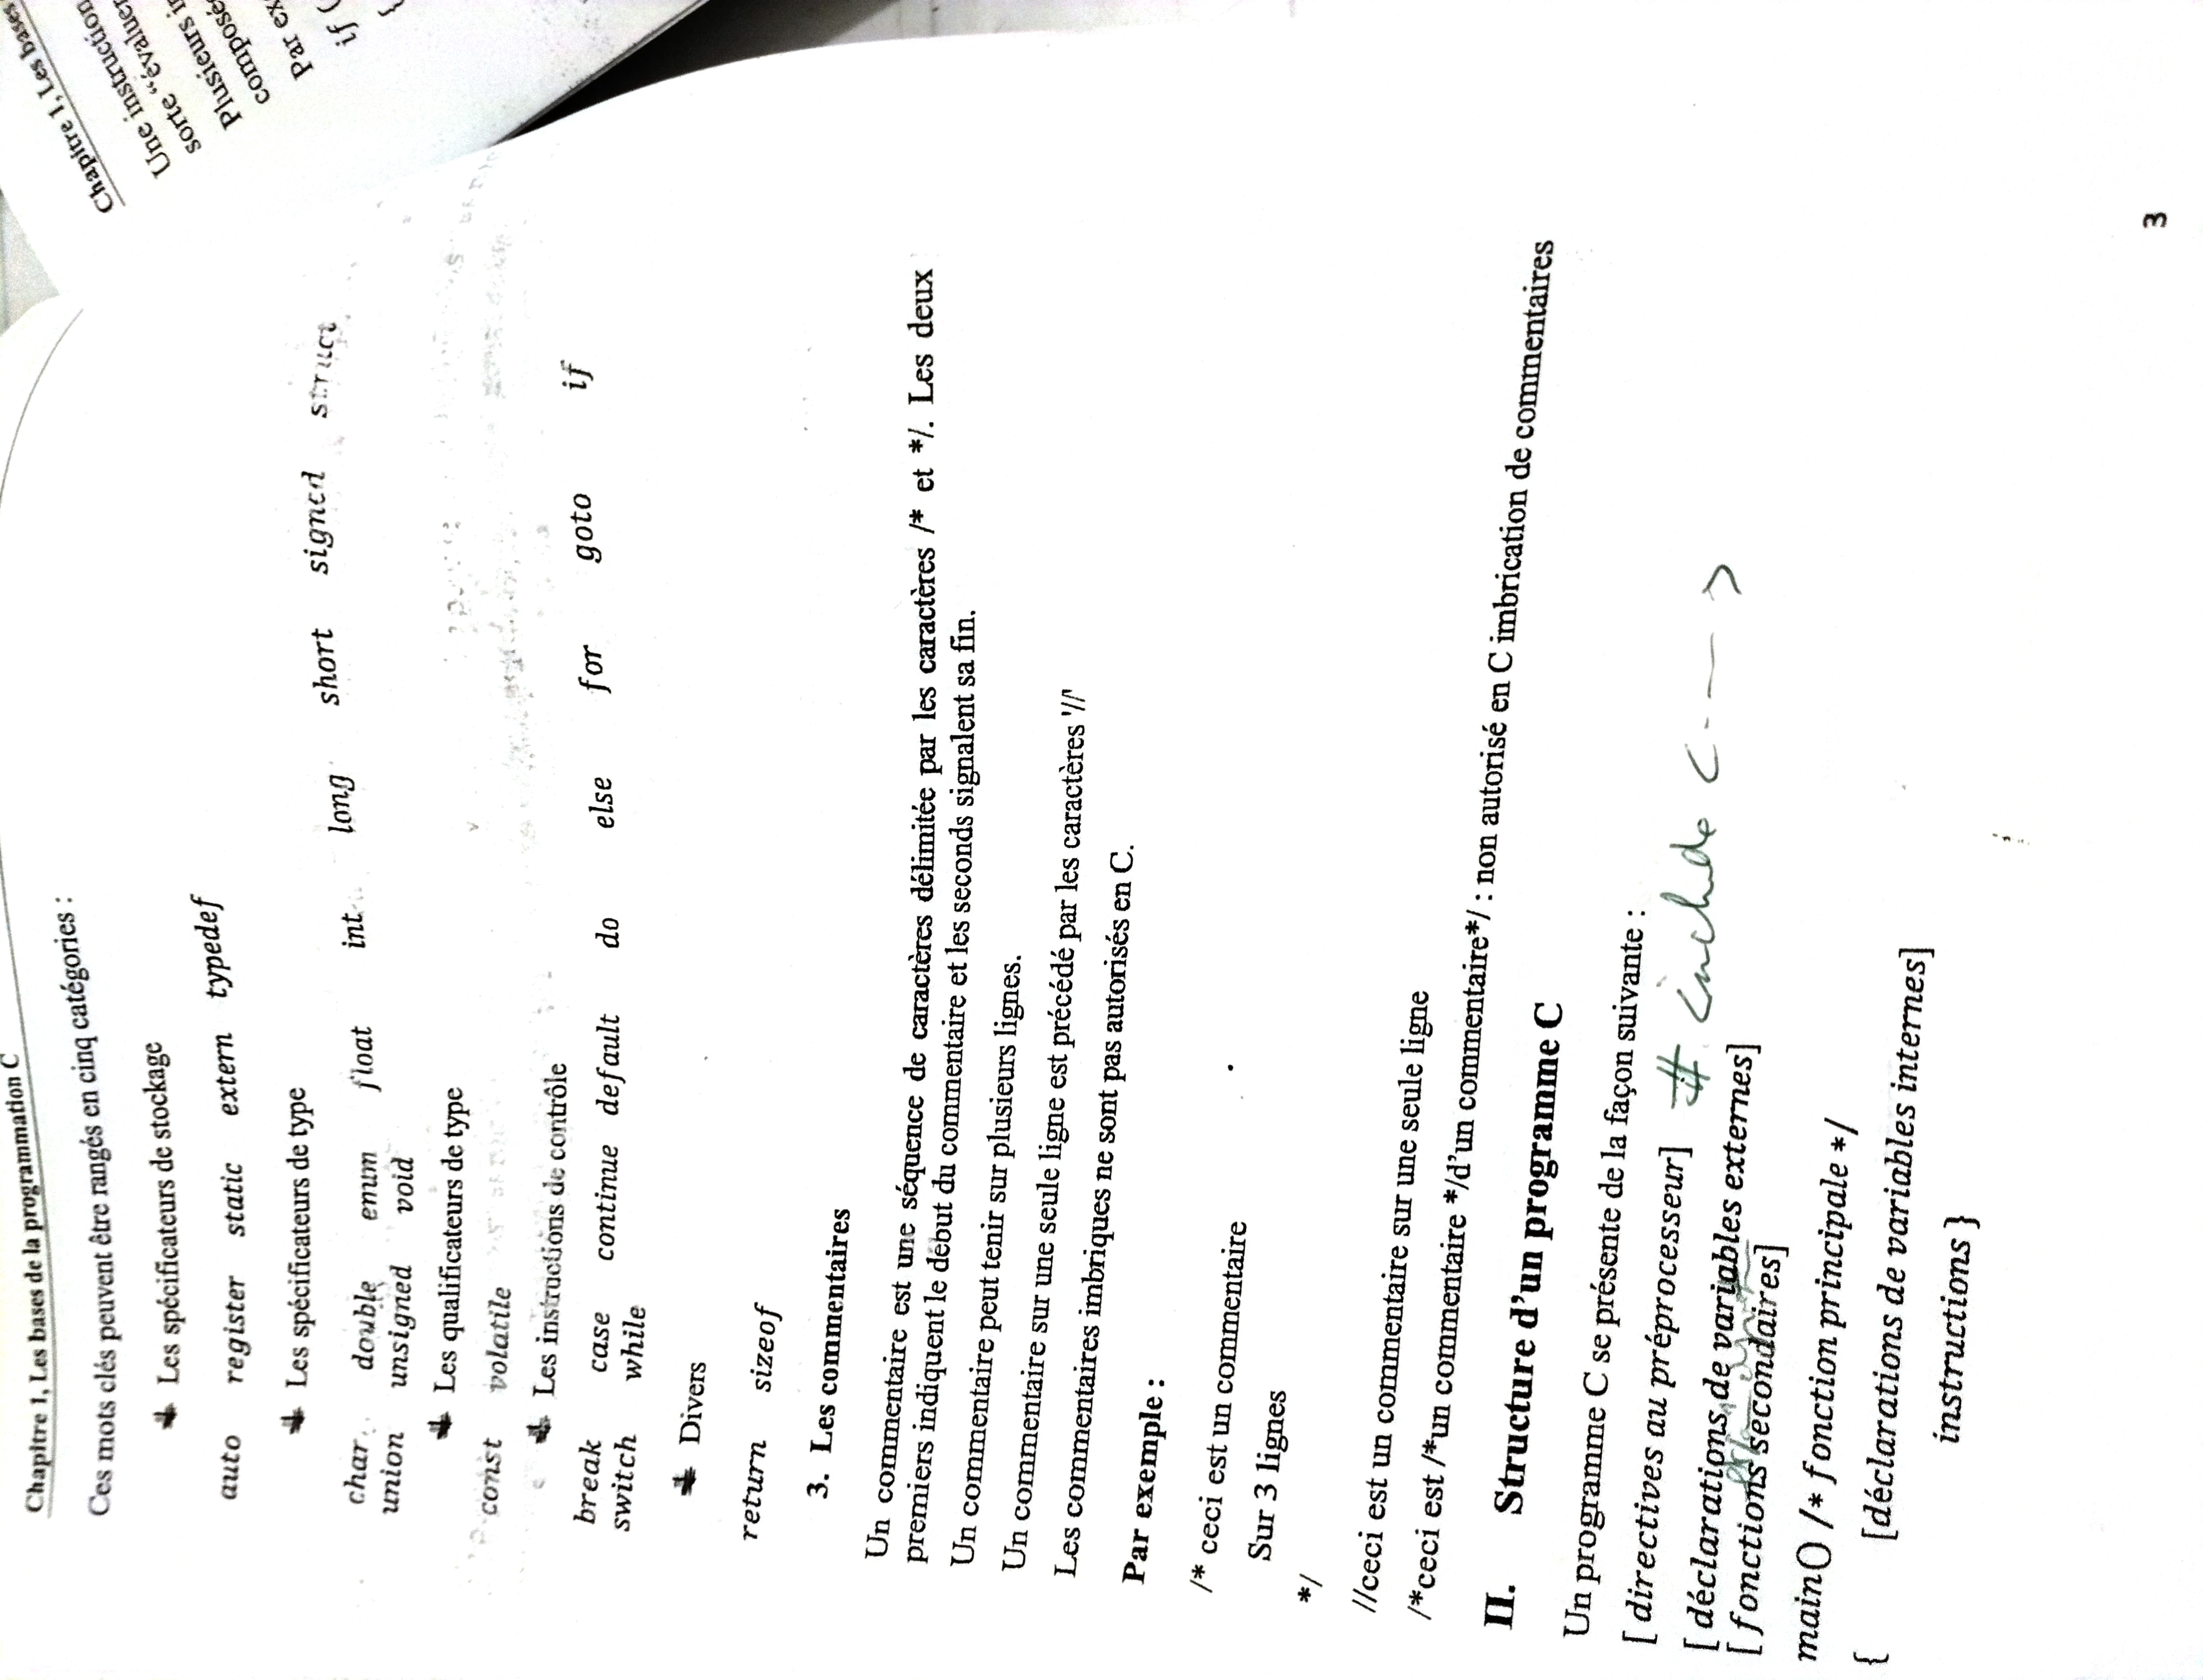 Chapitre 1, Les bases de la programmation C
Ces mots clés peuvent être rangés en cinq catégories :
Les spécificateurs de stockage
auto register static extern typedef
Les spécificateurs de type
char double enum float int long short signed struct
union unsigned void
Les qualificateurs de type
const volatile
Les instructions de contrôle
break case continue default do else for goto if
switch while
Divers
return sizeof
3. Les commentaires
Un commentaire est une séquence de caractères délimitée par les caractères /* et */. Les deux
premiers indiquent le debut du commentaire et les seconds signalent sa fin.
Un commentaire peut tenir sur plusieurs lignes.
Un commentaire sur une seule ligne est précédé par les caractères '//'
Les commentaires imbriques ne sont pas autorisés en C.
Par exemple :
/* ceci est un commentaire
Sur 3 lignes
*/
//ceci est un commentaire sur une seule ligne
/*ceci est /*un commentaire */d'un commentaire*/ : non autorisé en C imbrication de commentaires
II. Structure d'un programme C
Un programme C se présente de la façon suivante :
[ directives au préprocesseur] # include < - - — >
[ déclarations de variables externes]
[ fonctions secondaires]
main() /* fonction principale */
{ [déclarations de variables internes]
instructions }
3
Chapitre 1, Les bases
Une instruction
sorte "évaluer
Plusieurs i
composé
Par ex
if (
{